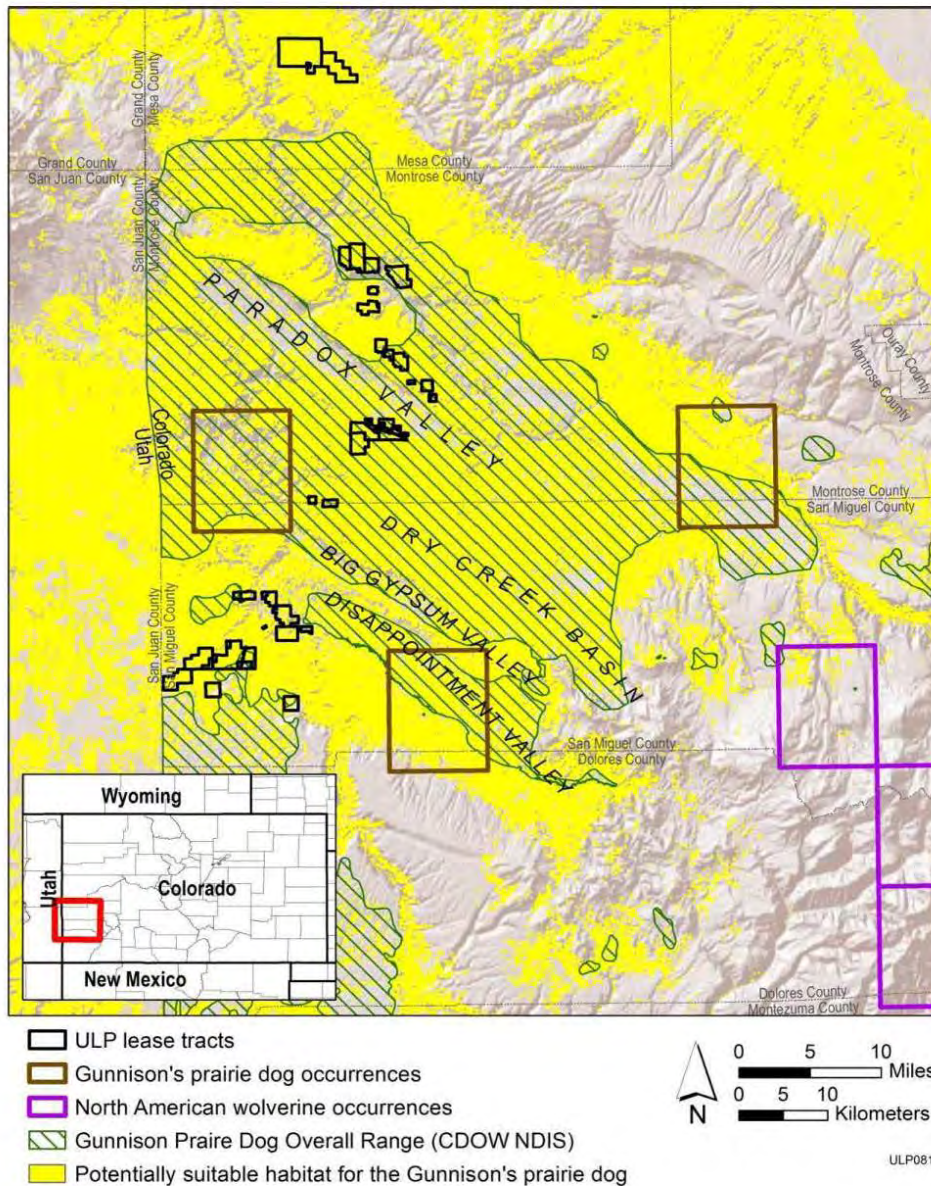 Grand County
Mesa County
Grand County
San Juan County
Mesa County
Montrose County
San Juan County
Montrose County
PARADOX VALLEY
Ouray County
Montrose County
Colorado
Utah
Montrose County
San Miguel County
DRY CREEK BASIN
BIG GYPSUM VALLEY
DISAPPOINTMENT VALLEY
San Juan County
San Miguel County
San Miguel County
Dolores County
Wyoming
Utah
Colorado
New Mexico
Dolores County
Montezuma County
ULP lease tracts
Gunnison's prairie dog occurrences
North American wolverine occurrences
Gunnison Praire Dog Overall Range (CDOW NDIS)
Potentially suitable habitat for the Gunnison's prairie dog
N
0 5 10
Miles
0 5 10
Kilometers
ULP081